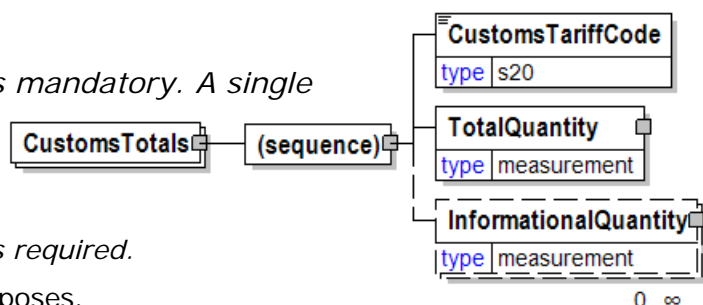 CustomsTariffCode
type s20
s mandatory. A single
TotalQuantity
CustomsTotals (sequence)
type measurement
InformationalQuantity
s required.
type measurement
poses.
0 ∞